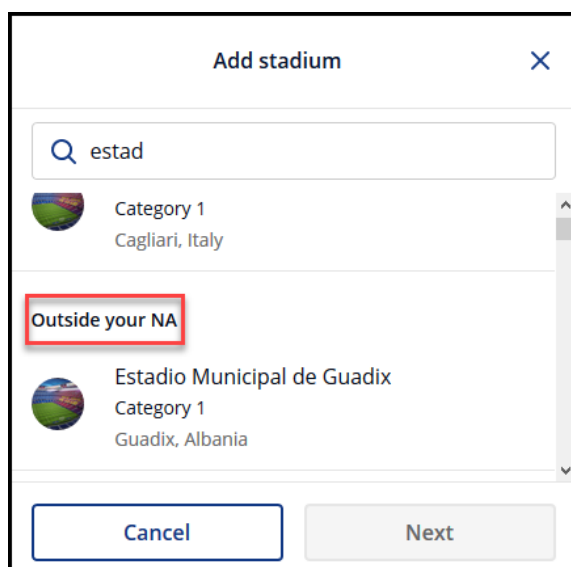 Add stadium
estad
Category 1
Cagliari, Italy
Outside your NA
Estadio Municipal de Guadix
Category 1
Guadix, Albania
Cancel
Next